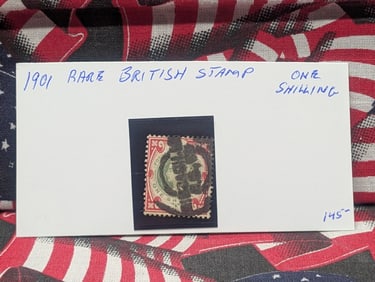 1901 RARE BRITISH STAMP ONE
SHILLING
145-